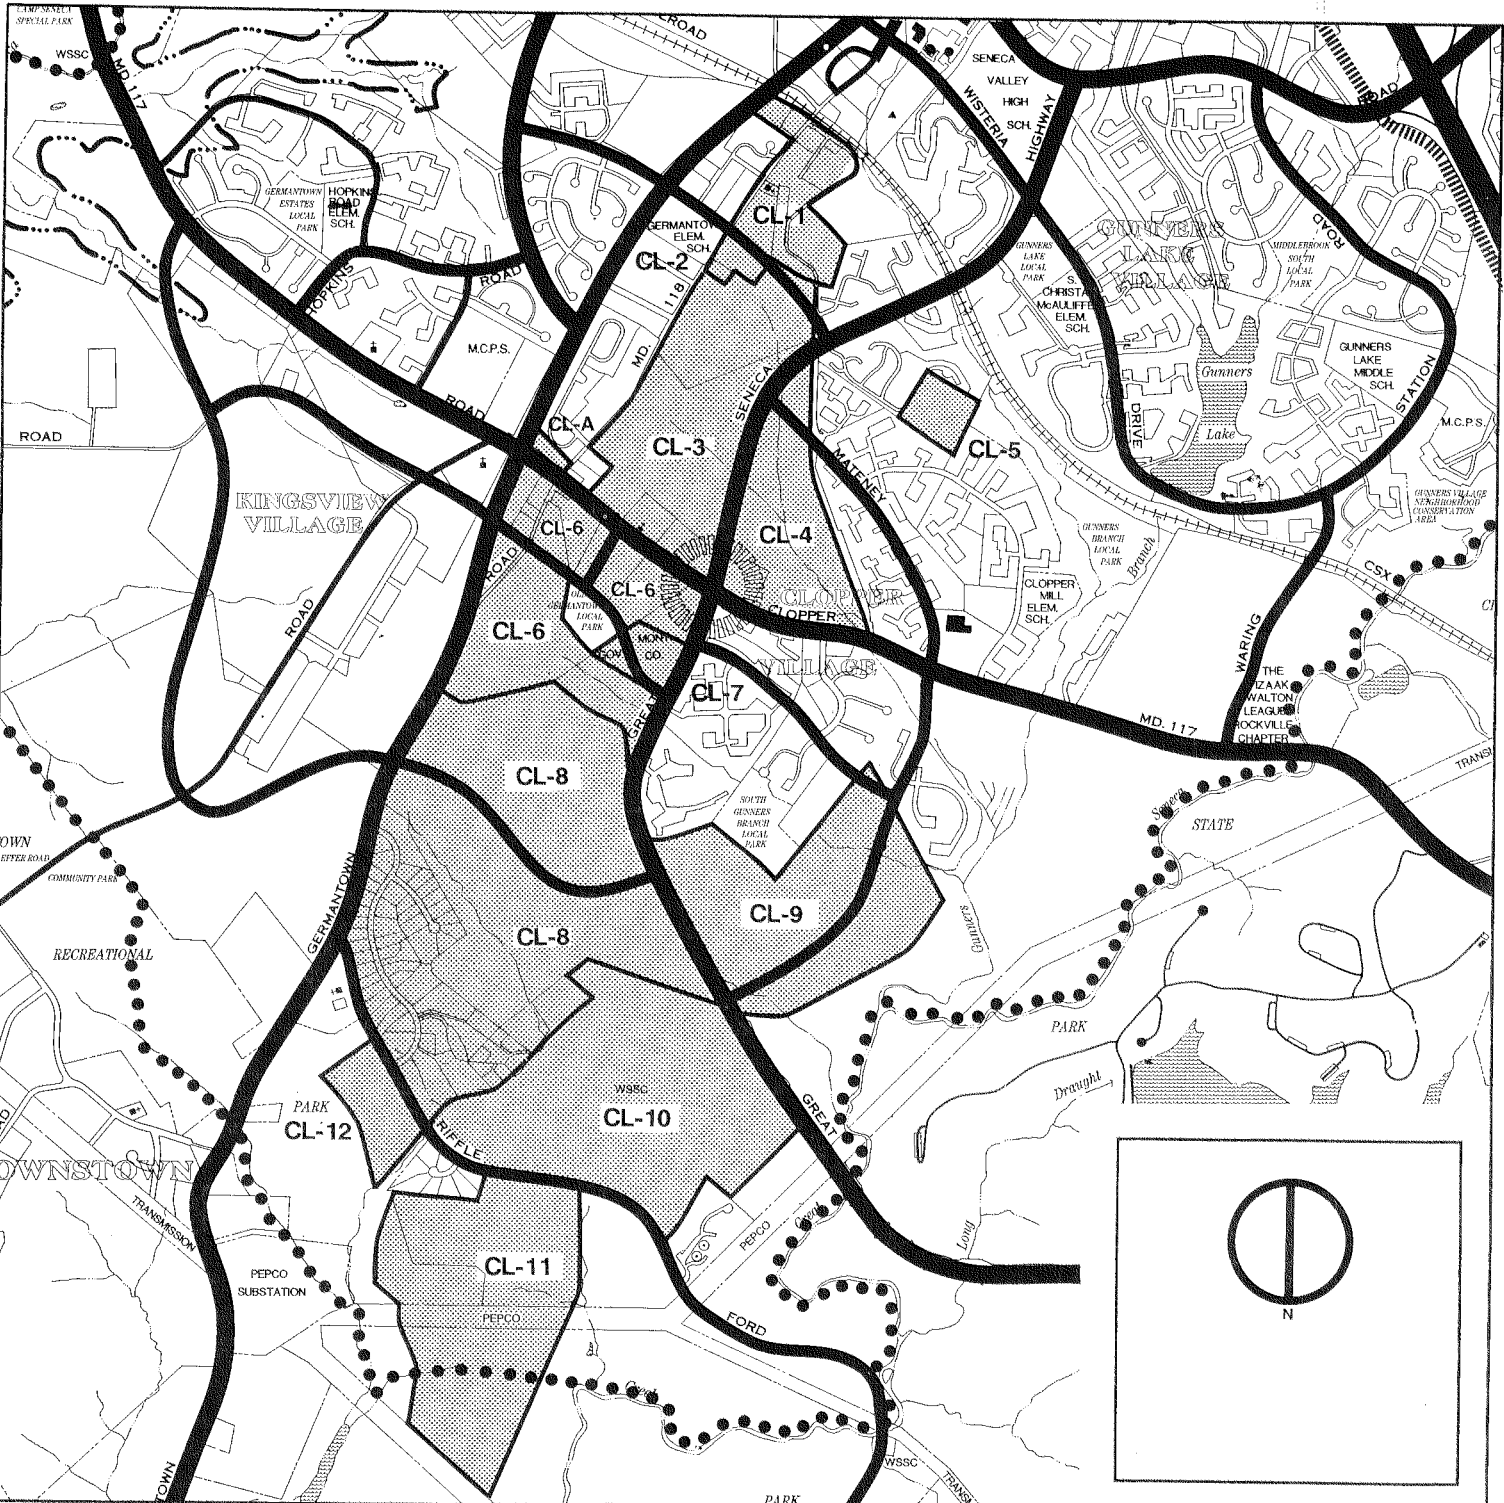 CAMP SENECA
SPECIAL PARK
WSSC
MD 117
SENECA
VALLEY
HIGH
SCH.
WISTERIA
HIGHWAY
ROAD
GERMANTOWN
ESTATES
LOCAL
PARK
HOPKINS
ROAD
ELEM.
SCH.
CL-1
ELEM.
SCH.
CL-2
MD. 118
HOPKINS
ROAD
M.C.P.S.
GUNNERS
LAKE
VILLAGE
GUNNERS
LAKE
LOCAL
PARK
S.
CHRISTA
McAULIFFE
ELEM.
SCH.
MIDDLEBROOK
SOUTH
LOCAL
PARK
ROAD
Gunners
Lake
GUNNERS
LAKE
MIDDLE
SCH.
STATION
M.C.P.S.
DRIVE
SENECA
ROAD
ROAD
CL-A
CL-3
CL-5
MATENEY
KINGSVIEW
VILLAGE
CL-6
CL-4
GUNNERS VILLAGE
NEIGHBORHOOD
CONSERVATION
AREA
GUNNERS
BRANCH
LOCAL
PARK
Branch
CSX
ROAD
ROAD
CL-6
CL-6
GERMANTOWN
LOCAL
PARK
CLOPPER
CLOPPER
VILLAGE
CLOPPER
MILL
ELEM.
SCH.
MONT.
CO.
GOV.
CL-7
GREAT
WARING
THE
IZAAK
WALTON
LEAGUE
ROCKVILLE
CHAPTER
MD. 117
CL-8
SOUTH
GUNNERS
BRANCH
LOCAL
PARK
Seneca
STATE
COMMUNITY PARK
RECREATIONAL
GERMANTOWN
CL-8
CL-9
Gunners
PARK
WSSC
CL-10
GREAT
Draught
PARK
CL-12
RIFFLE
TRANSMISSION
PEPCO
SUBSTATION
CL-11
PEPCO
PEPCO
Great
Long
FORD
Great
WSSC
PARK
N